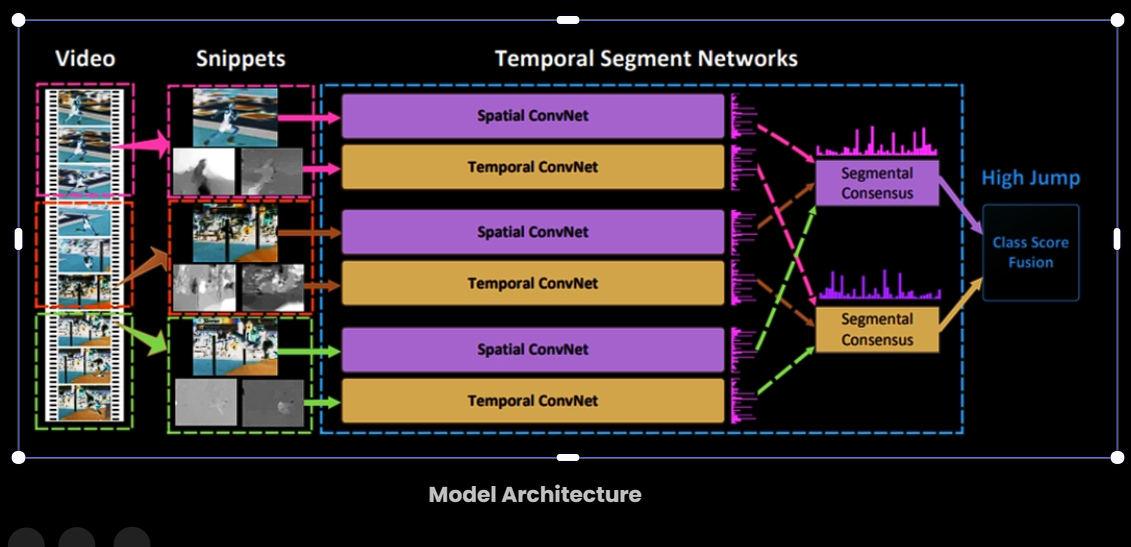 Video
Snippets
Temporal Segment Networks
Spatial ConvNet
Temporal ConvNet
Spatial ConvNet
Temporal ConvNet
Spatial ConvNet
Temporal ConvNet
Segmental
Consensus
Segmental
Consensus
High Jump
Class Score
Fusion
Model Architecture